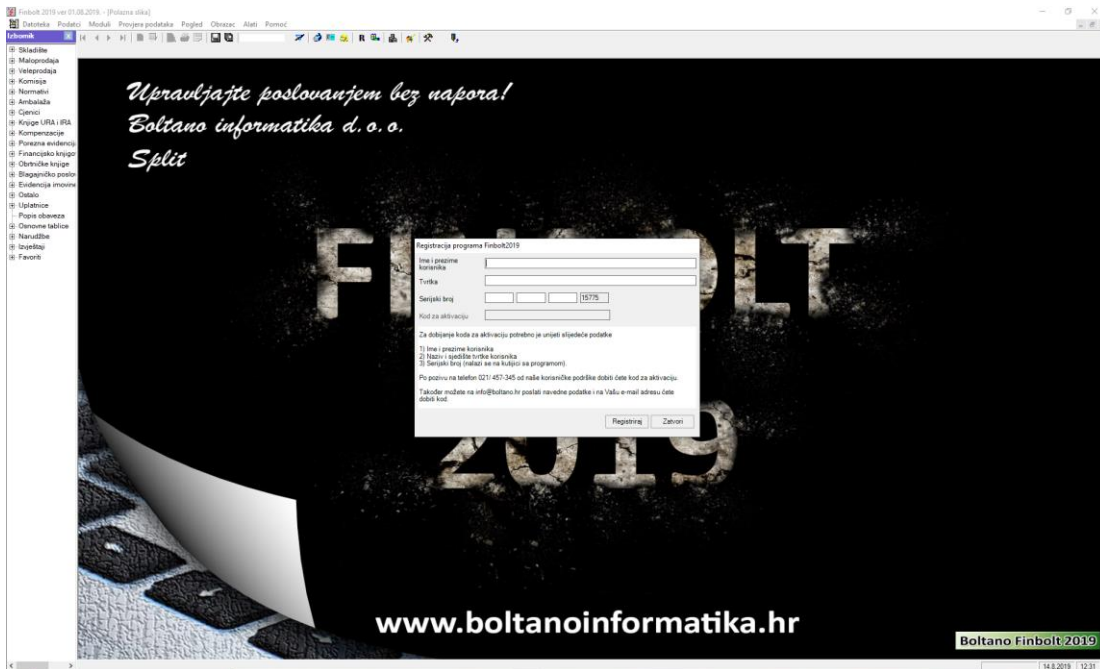 Finbolt 2019 ver 01.08.2019. - [Polazna slika]
Datoteka Podatci Moduli Provjera podataka Pogled Obrazac Alati Pomoć
Izbornik
Skladište
Maloprodaja
Veleprodaja
Komisija
Normativi
Ambalaža
Cjenici
Knjige URA i IRA
Kompenzacije
Porezna evidencij
Financijsko knjigo
Obrtničke knjige
Blagajničko poslo
Evidencija imovine
Ostalo
Uplatnice
Popis obaveza
Osnovne tablice
Narudžbe
Izvještaji
Favoriti
Upravljajte poslovanjem bez napora!
Boltano informatika d.o.o.
Split
FINBOLT
2019
Registracija programa Finbolt2019
Ime i prezime
korisnika
Tvrtka
Serijski broj 15775
Kod za aktivaciju
Za dobijanje koda za aktivaciju potrebno je unijeti slijedeće podatke
1) Ime i prezime korisnika
2) Naziv i sjedište tvrtke korisnika
3) Serijski broj (nalazi se na kutijici sa programom).
Po pozivu na telefon 021/ 457-345 od naše korisničke podrške dobiti ćete kod za aktivaciju.
Također možete na info@boltano.hr poslati navedne podatke i na Vašu e-mail adresu ćete
dobiti kod.
Registriraj Zatvori
www.boltanoinformatika.hr
Boltano Finbolt 2019
14.8.2019 12:31